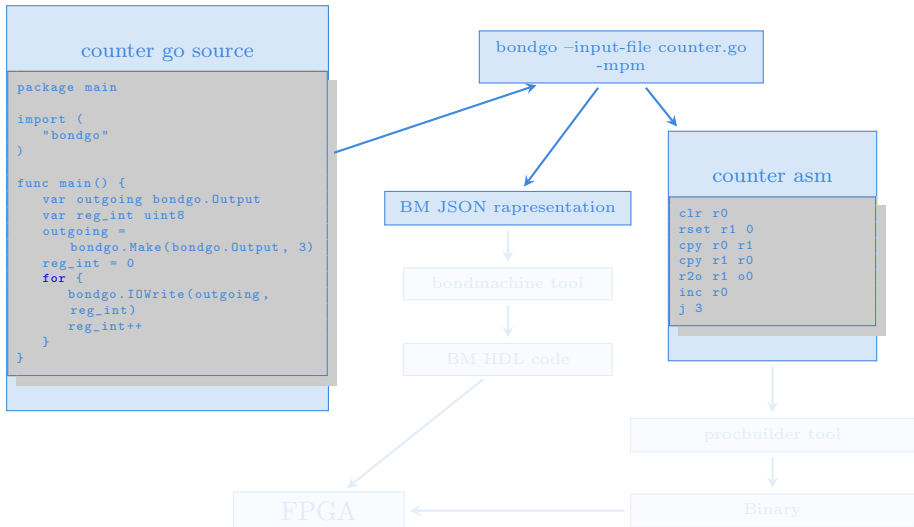 counter go source
package main
import (
"bondgo"
)
func main() {
var outgoing bondgo.Output
var reg_int uint8
outgoing =
bondgo.Make(bondgo.Output, 3)
reg_int = 0
for {
bondgo.IOWrite(outgoing,
reg_int)
reg_int++
}
}
bondgo –input-file counter.go
-mpm
BM JSON rapresentation
bondmachine tool
BM HDL code
FPGA
counter asm
clr r0
rset r1 0
cpy r0 r1
cpy r1 r0
r2o r1 o0
inc r0
j 3
procbuilder tool
Binary